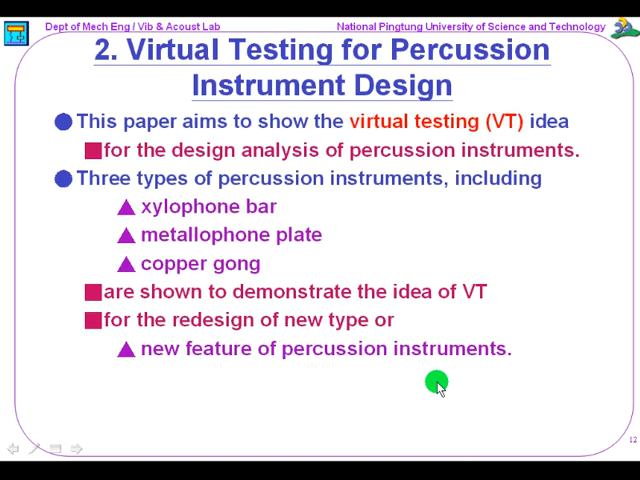 Dept of Mech Eng / Vib & Acoust Lab
National Pingtung University of Science and Technology
2. Virtual Testing for Percussion
Instrument Design
This paper aims to show the virtual testing (VT) idea
for the design analysis of percussion instruments.
Three types of percussion instruments, including
xylophone bar
metallophone plate
copper gong
are shown to demonstrate the idea of VT
for the redesign of new type or
new feature of percussion instruments.
12